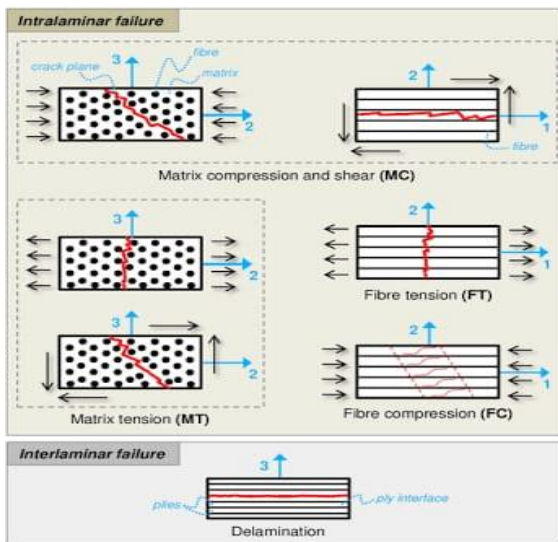 Intralaminar failure
crack plane
3
fibre
matrix
2
2
1
fibre
Matrix compression and shear (MC)
3
2
2
1
Fibre tension (FT)
3
2
2
1
Matrix tension (MT)
Fibre compression (FC)
Interlaminar failure
3
plies
ply interface
Delamination